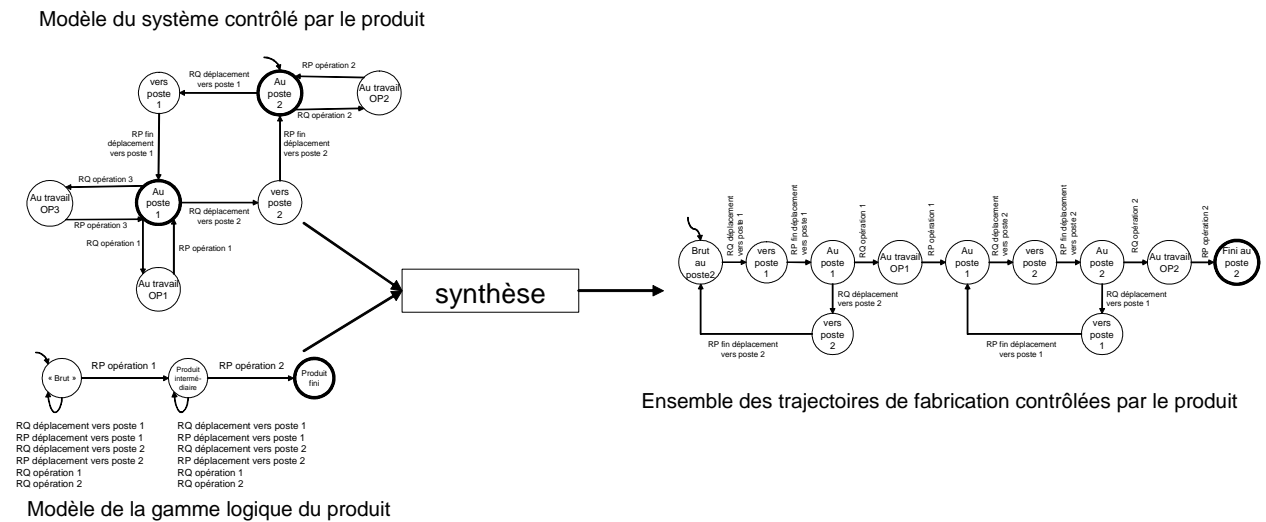 Modèle du système contrôlé par le produit
vers
poste
1
RQ déplacement
vers poste 1
Au
poste
2
RP opération 2
Au travail
OP2
RQ opération 2
RP fin
déplacement
vers poste 1
RP fin
déplacement
vers poste 2
Au travail
OP3
RQ opération 3
RP opération 3
Au
poste
1
RQ déplacement
vers poste 2
vers
poste
2
RQ opération 1
RP opération 1
Au travail
OP1
synthèse
« Brut »
RP opération 1
Produit
intermé-
diaire
RP opération 2
Produit
fini
RQ déplacement vers poste 1
RP déplacement vers poste 1
RQ déplacement vers poste 2
RP déplacement vers poste 2
RQ opération 1
RQ opération 2
RQ déplacement vers poste 1
RP déplacement vers poste 1
RQ déplacement vers poste 2
RP déplacement vers poste 2
RQ opération 1
RQ opération 2
Modèle de la gamme logique du produit
Brut
au
poste2
RQ déplacement
vers poste 1
vers
poste
1
RP fin déplacement
vers poste 1
Au
poste
1
RQ opération 1
Au travail
OP1
RP opération 1
Au
poste
1
RQ déplacement
vers poste 2
vers
poste
2
RP fin déplacement
vers poste 2
Au
poste
2
RQ opération 2
Au travail
OP2
RP opération 2
Fini au
poste
2
RQ déplacement
vers poste 2
vers
poste
2
RP fin déplacement
vers poste 2
RQ déplacement
vers poste 1
vers
poste
1
RP fin déplacement
vers poste 1
Ensemble des trajectoires de fabrication contrôlées par le produit